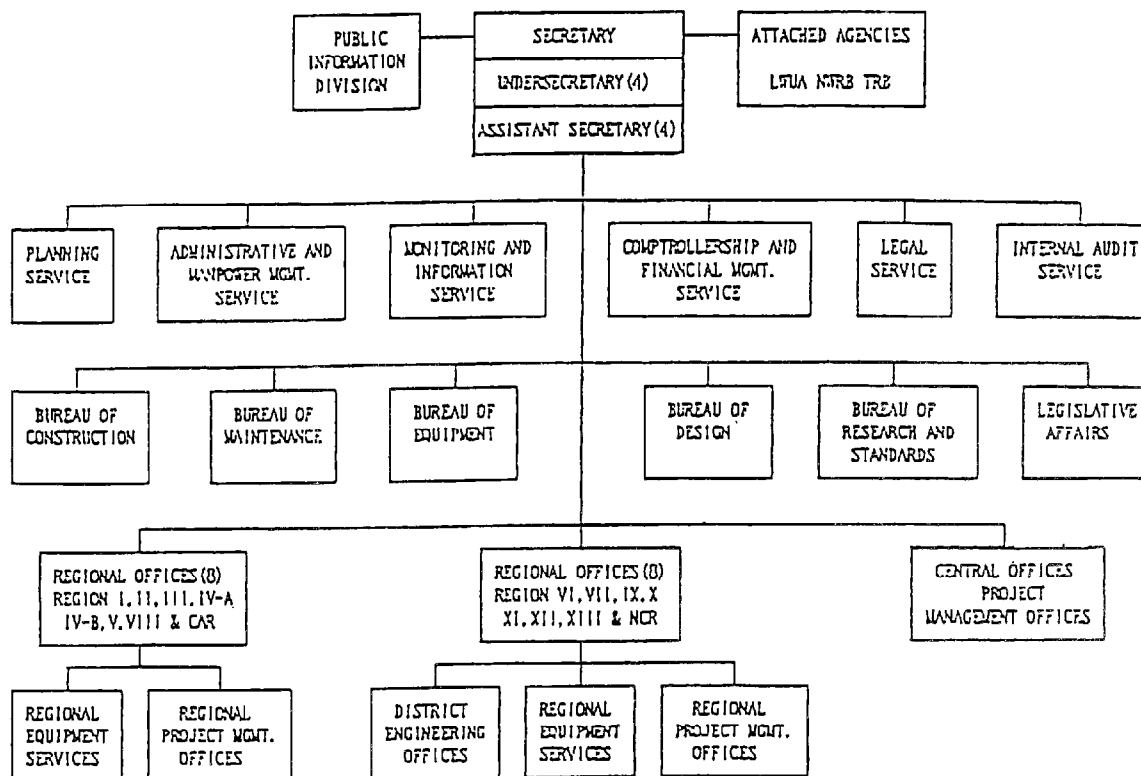 PUBLIC
INFORMATION
DIVISION
SECRETARY
UNDERSECRETARY (4)
ASSISTANT SECRETARY (4)
ATTACHED AGENCIES
LWUA NWRB TRB
PLANNING
SERVICE
ADMINISTRATIVE AND
MANPOWER MGMT.
SERVICE
MONITORING AND
INFORMATION
SERVICE
COMPTROLLERSHIP AND
FINANCIAL MGMT.
SERVICE
LEGAL
SERVICE
INTERNAL AUDIT
SERVICE
BUREAU OF
CONSTRUCTION
BUREAU OF
MAINTENANCE
BUREAU OF
EQUIPMENT
BUREAU OF
DESIGN
BUREAU OF
RESEARCH AND
STANDARDS
LEGISLATIVE
AFFAIRS
REGIONAL OFFICES (8)
REGION I, II, III, IV-A
IV-B, V, VIII & CAR
REGIONAL OFFICES (8)
REGION VI, VII, IX, X
XI, XII, XIII & NCR
CENTRAL OFFICES
PROJECT
MANAGEMENT OFFICES
REGIONAL
EQUIPMENT
SERVICES
REGIONAL
PROJECT MGMT.
OFFICES
DISTRICT
ENGINEERING
OFFICES
REGIONAL
EQUIPMENT
SERVICES
REGIONAL
PROJECT MGMT.
OFFICES